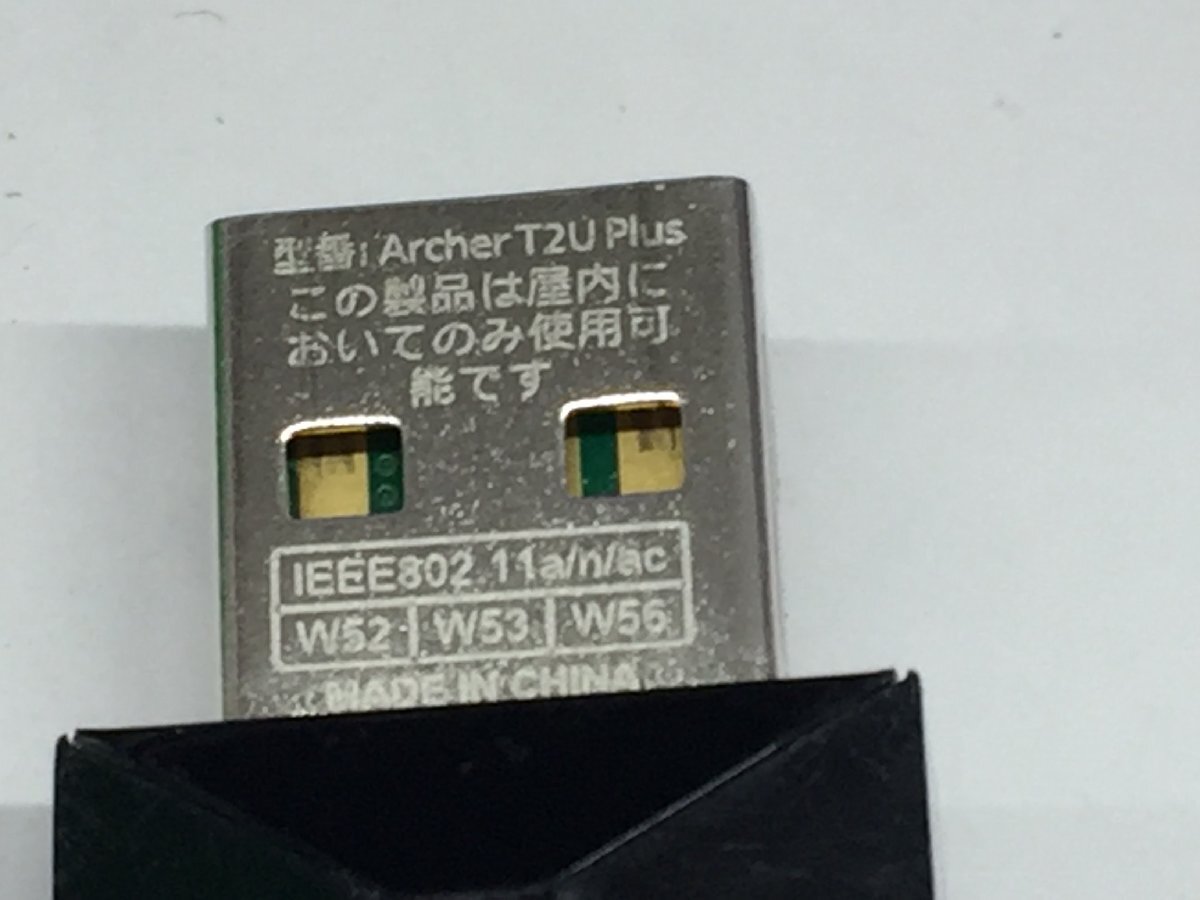 型番: Archer T2U Plus
この製品は屋内に
おいてのみ使用可
能です
IEEE802.11a/n/ac
W52 W53 W56
MADE IN CHINA